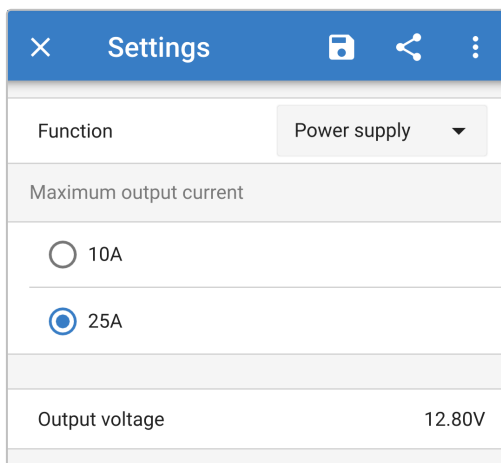 Settings
Function Power supply
Maximum output current
10A
25A
Output voltage 12.80V